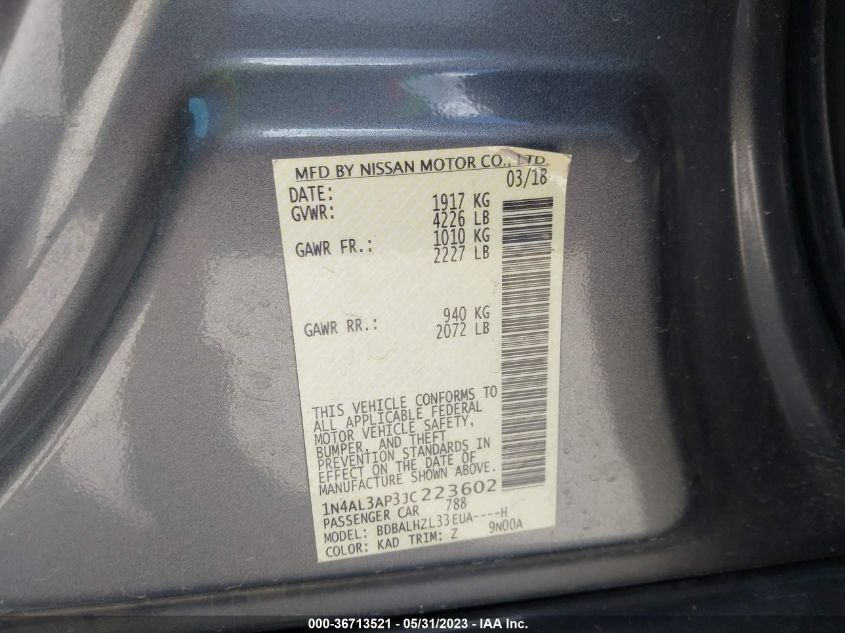 MFD BY NISSAN MOTOR CO., LTD.
DATE: 03/18
GVWR: 1917 KG
4226 LB
GAWR FR.: 1010 KG
2227 LB
GAWR RR.: 940 KG
2072 LB
THIS VEHICLE CONFORMS TO
ALL APPLICABLE FEDERAL
MOTOR VEHICLE SAFETY,
BUMPER, AND THEFT
PREVENTION STANDARDS IN
EFFECT ON THE DATE OF
MANUFACTURE SHOWN ABOVE.
1N4AL3AP3JC223602
PASSENGER CAR 788
MODEL: BDBALHZL33EUA----H
COLOR: KAD TRIM: Z 9N00A
000-36713521 - 05/31/2023 - IAA Inc.